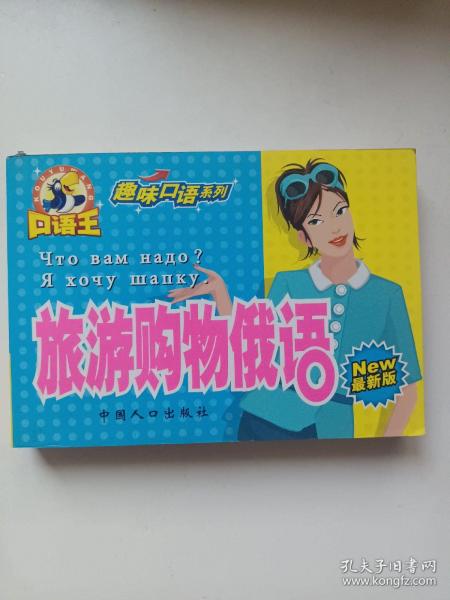 KOUYUWANG
口语王
趣味口语系列
Что вам надо?
Я хочу шапку.
旅游购物俄语
New
最新版
中国人口出版社
孔夫子旧书网
www.kongfz.com